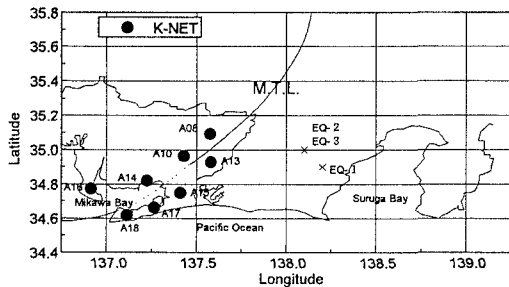 35.8
K-NET
35.6
35.4
M.T.L.
35.2
A08
EQ-2
EQ-3
35.0
A10
A13
A14
EQ-1
34.8
A16
A15
Mikawa Bay
Suruga Bay
34.6
A17
A18
Pacific Ocean
34.4
137.0 137.5 138.0 138.5 139.0
Latitude
Longitude